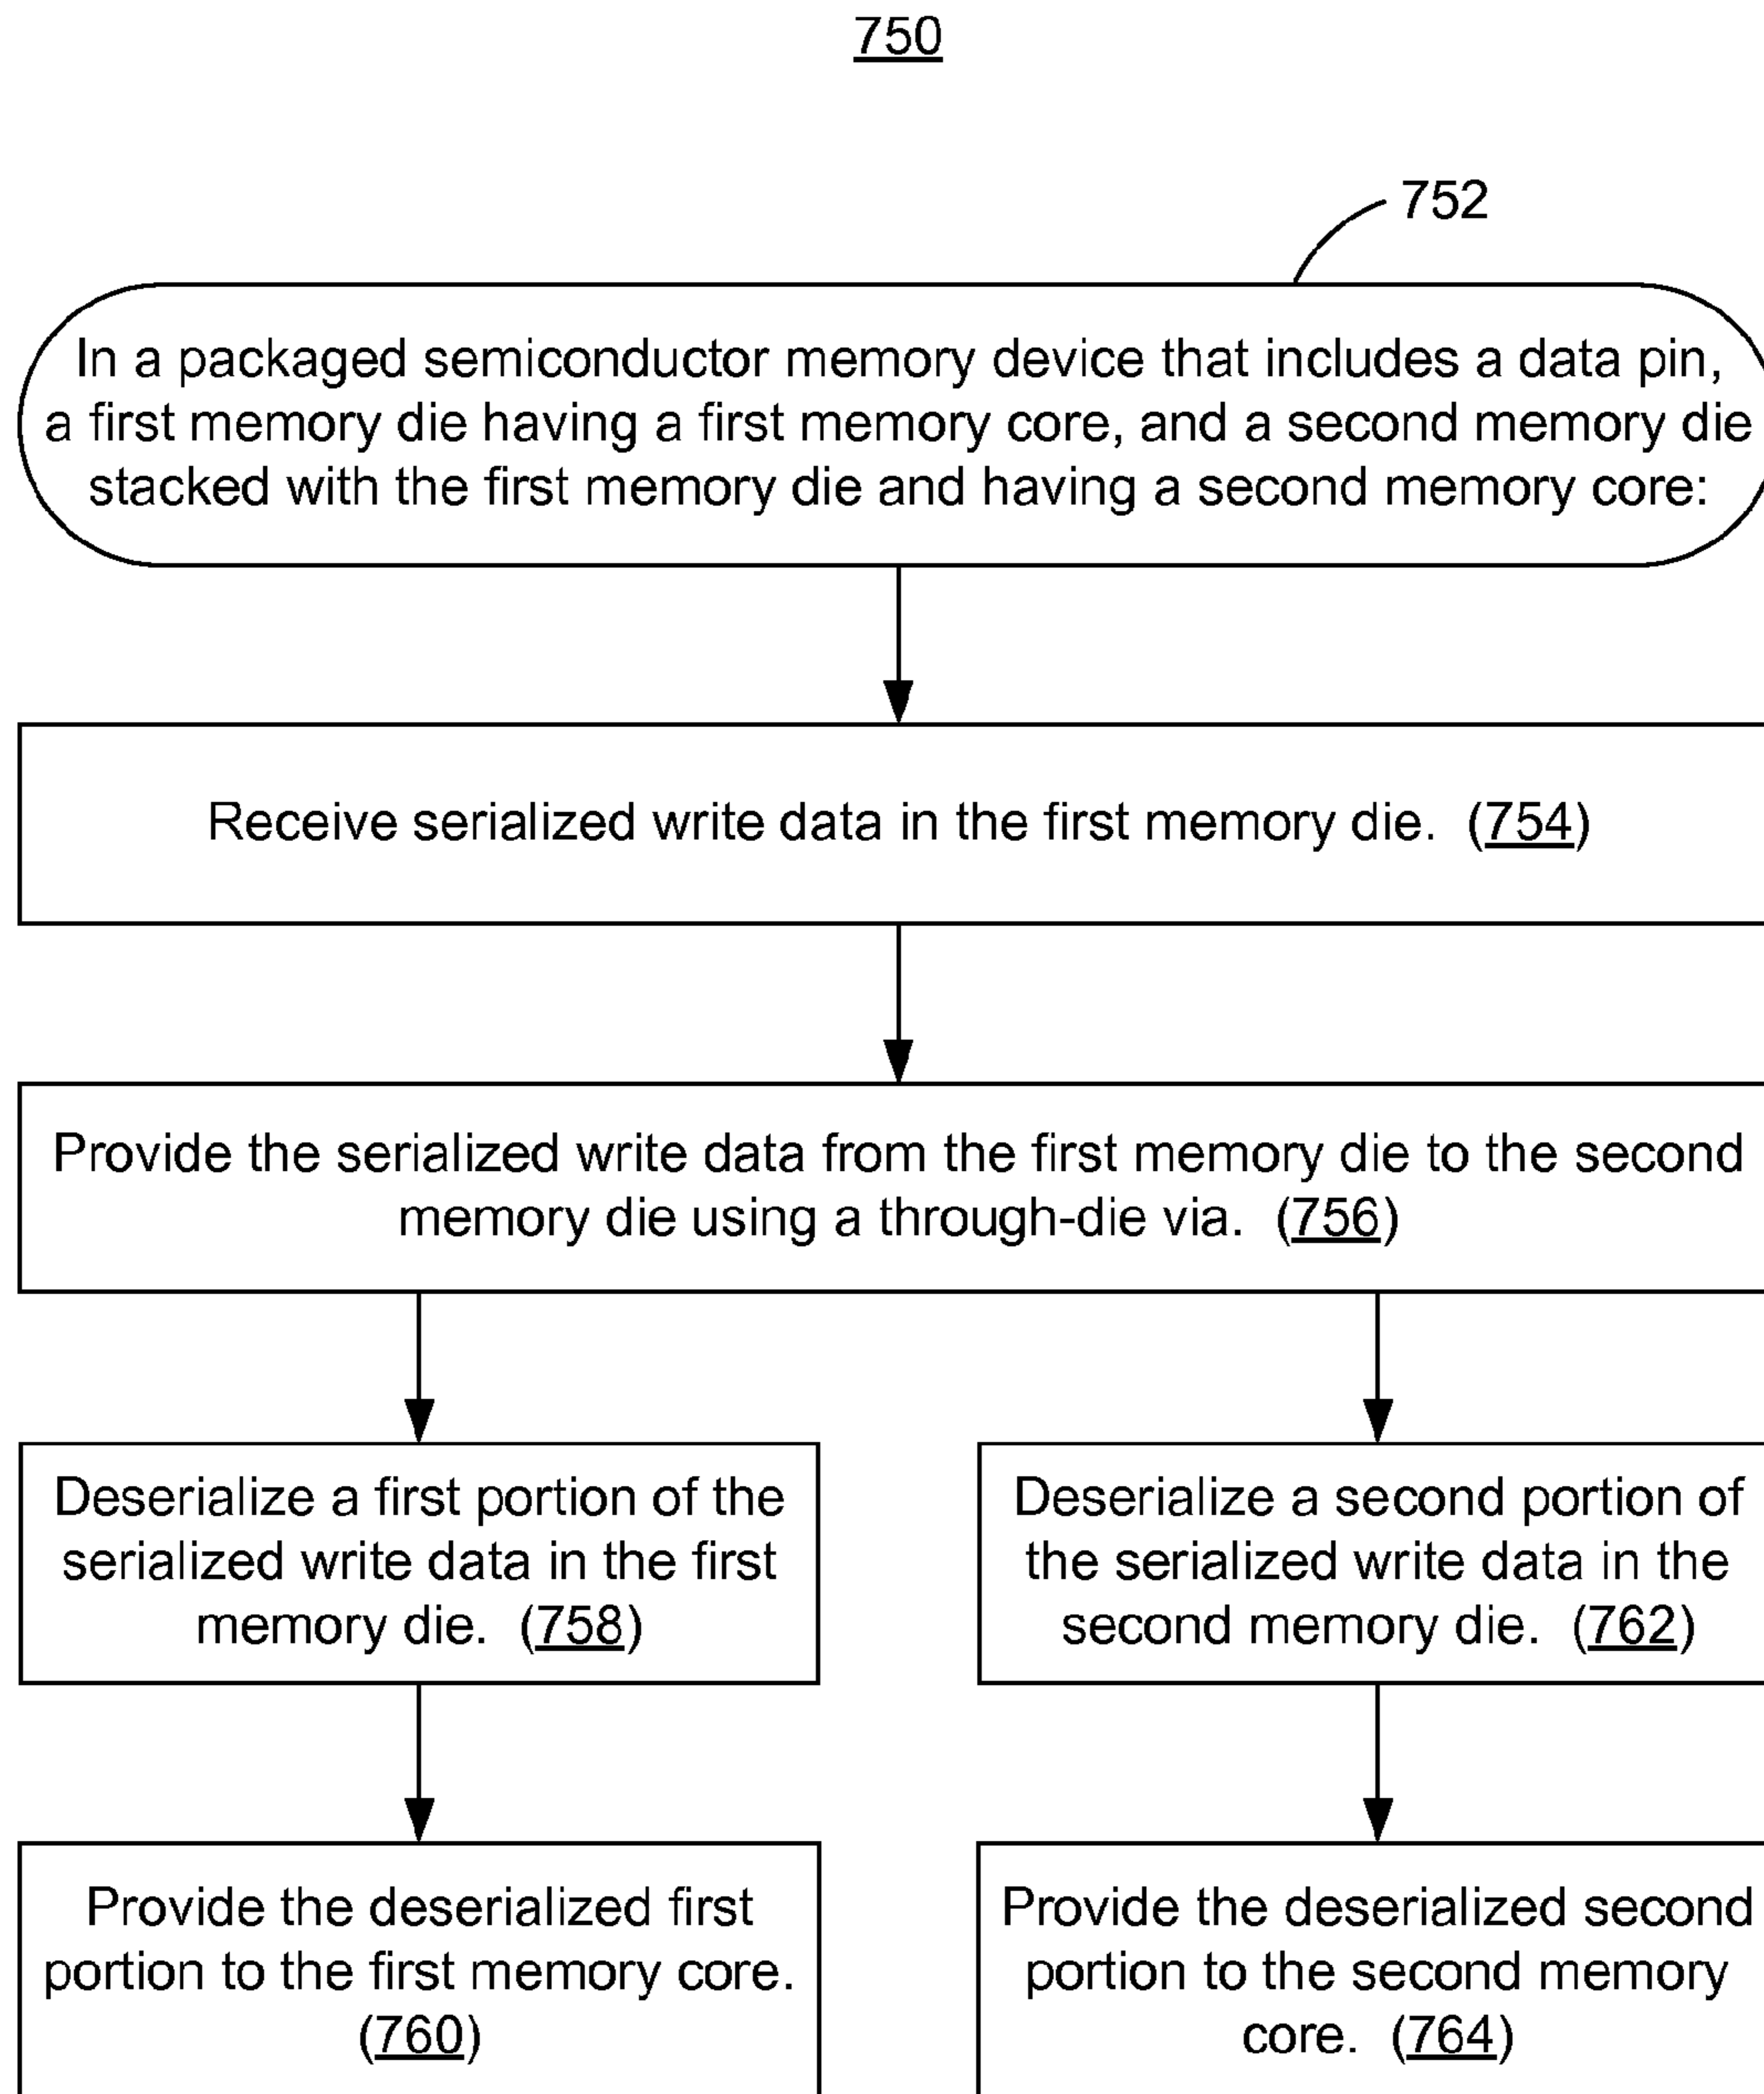 750
752
In a packaged semiconductor memory device that includes a data pin,
a first memory die having a first memory core, and a second memory die
stacked with the first memory die and having a second memory core:
Receive serialized write data in the first memory die. (754)
Provide the serialized write data from the first memory die to the second
memory die using a through-die via. (756)
Deserialize a first portion of the
serialized write data in the first
memory die. (758)
Deserialize a second portion of
the serialized write data in the
second memory die. (762)
Provide the deserialized first
portion to the first memory core.
(760)
Provide the deserialized second
portion to the second memory
core. (764)